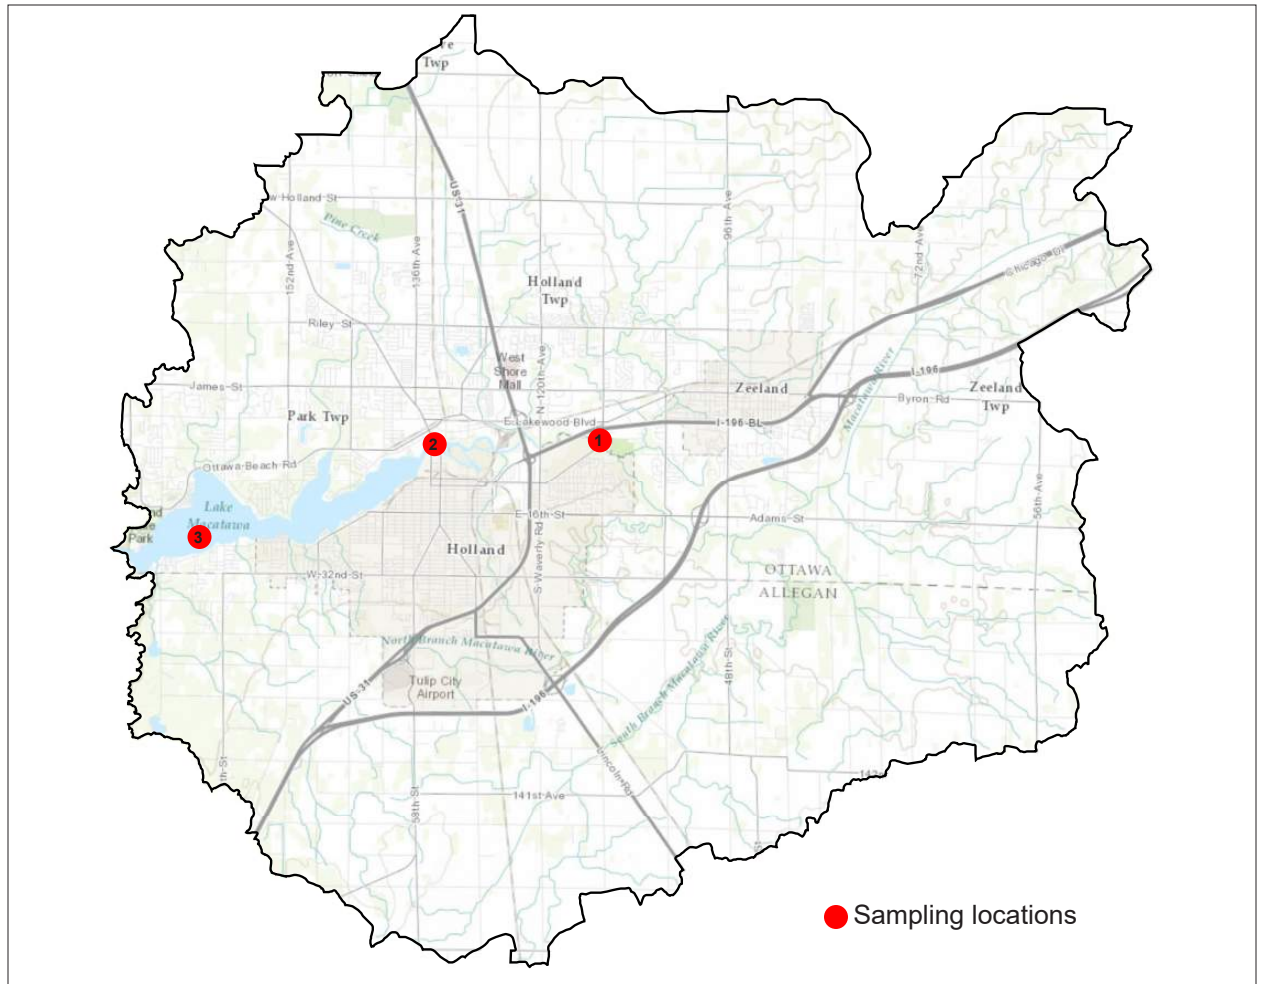 Twp
US-31
Pine Creek
152nd Ave
136th Ave
96th Ave
72nd Ave
Chicago Dr
Holland
Twp
Riley St
West
Shore
Mall
N 120th Ave
James St
Park Twp
Zeeland
I-196
Byron Rd
Zeeland
Twp
Macatawa River
E Lakewood Blvd
I-196-BL
1
2
Ottawa Beach Rd
Lake
Macatawa
Park
3
E 16th St
Adams St
56th Ave
Holland
S Waverly Rd
W 32nd St
OTTAWA
ALLEGAN
North Branch Macatawa River
South Branch Macatawa River
48th St
Tulip City
Airport
US-31
I-196
Lincoln Rd
141st Ave
58th St
Sampling locations